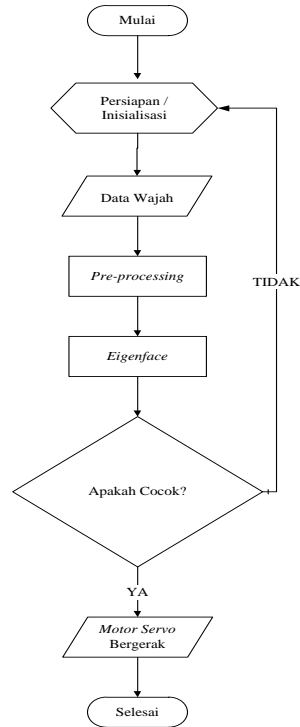 Mulai
Persiapan /
Inisialisasi
Data Wajah
Pre-processing
TIDAK
Eigenface
Apakah Cocok?
YA
Motor Servo
Bergerak
Selesai